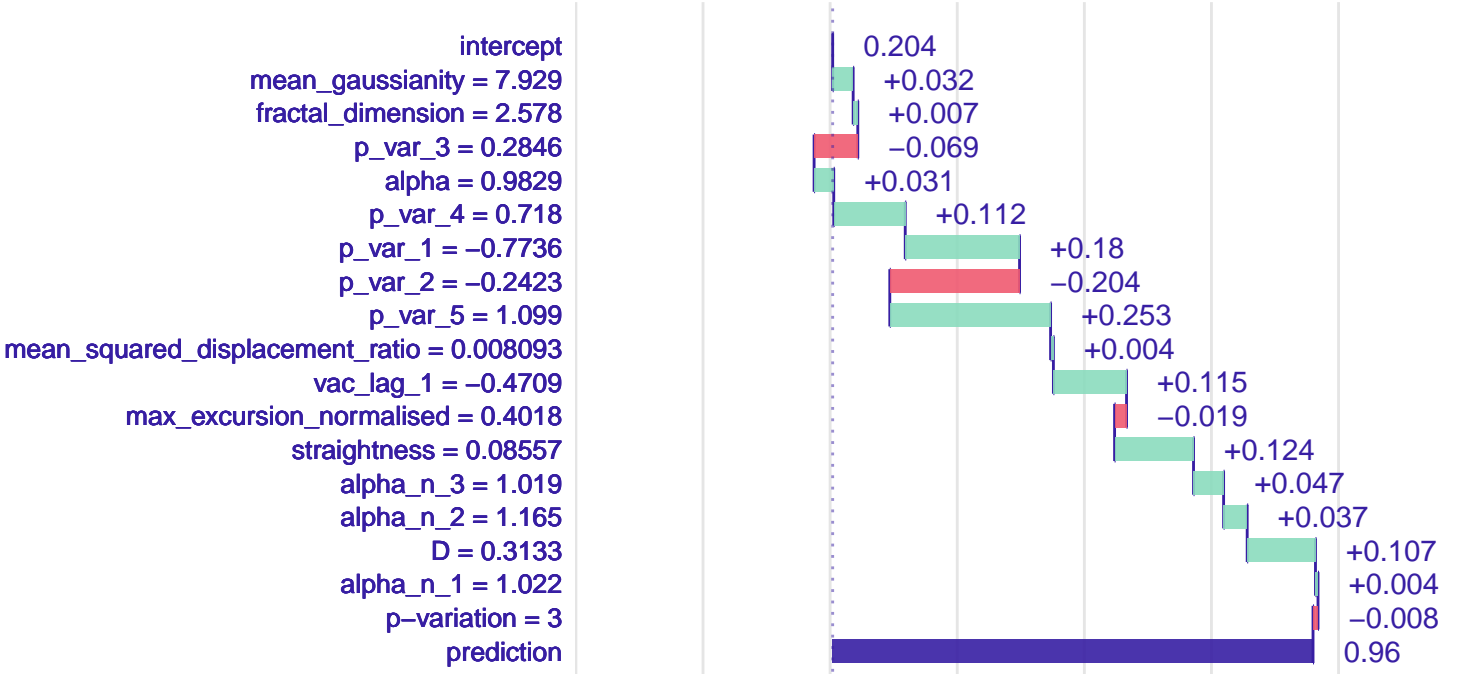 intercept 0.204
mean_gaussianity = 7.929 +0.032
fractal_dimension = 2.578 +0.007
p_var_3 = 0.2846 −0.069
alpha = 0.9829 +0.031
p_var_4 = 0.718 +0.112
p_var_1 = −0.7736 +0.18
p_var_2 = −0.2423 −0.204
p_var_5 = 1.099 +0.253
mean_squared_displacement_ratio = 0.008093 +0.004
vac_lag_1 = −0.4709 +0.115
max_excursion_normalised = 0.4018 −0.019
straightness = 0.08557 +0.124
alpha_n_3 = 1.019 +0.047
alpha_n_2 = 1.165 +0.037
D = 0.3133 +0.107
alpha_n_1 = 1.022 +0.004
p−variation = 3 −0.008
prediction 0.96